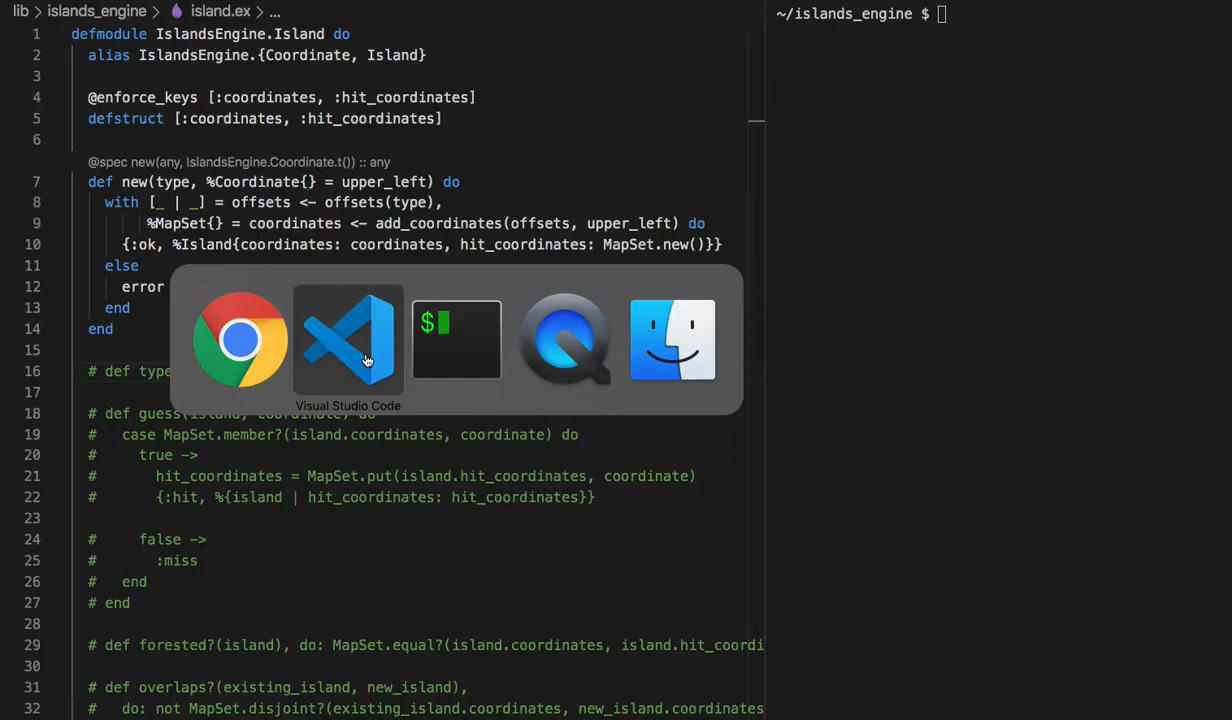 lib > islands_engine > island.ex > ...
~/islands_engine $
1 defmodule IslandsEngine.Island do
2 alias IslandsEngine.{Coordinate, Island}
3
4 @enforce_keys [:coordinates, :hit_coordinates]
5 defstruct [:coordinates, :hit_coordinates]
6
@spec new(any, IslandsEngine.Coordinate.t()) :: any
7 def new(type, %Coordinate{} = upper_left) do
8 with [_ | _] = offsets <- offsets(type),
9 %MapSet{} = coordinates <- add_coordinates(offsets, upper_left) do
10 {:ok, %Island{coordinates: coordinates, hit_coordinates: MapSet.new()}}
11 else
12 error
13 end
14 end
15
16 # def type
17
18 # def guess(island, coordinate) do
19 # case MapSet.member?(island.coordinates, coordinate) do
20 # true ->
21 # hit_coordinates = MapSet.put(island.hit_coordinates, coordinate)
22 # {:hit, %{island | hit_coordinates: hit_coordinates}}
23
24 # false ->
25 # :miss
26 # end
27 # end
28
29 # def forested?(island), do: MapSet.equal?(island.coordinates, island.hit_coordi
30
31 # def overlaps?(existing_island, new_island),
32 # do: not MapSet.disjoint?(existing_island.coordinates, new_island.coordinates
$
Visual Studio Code